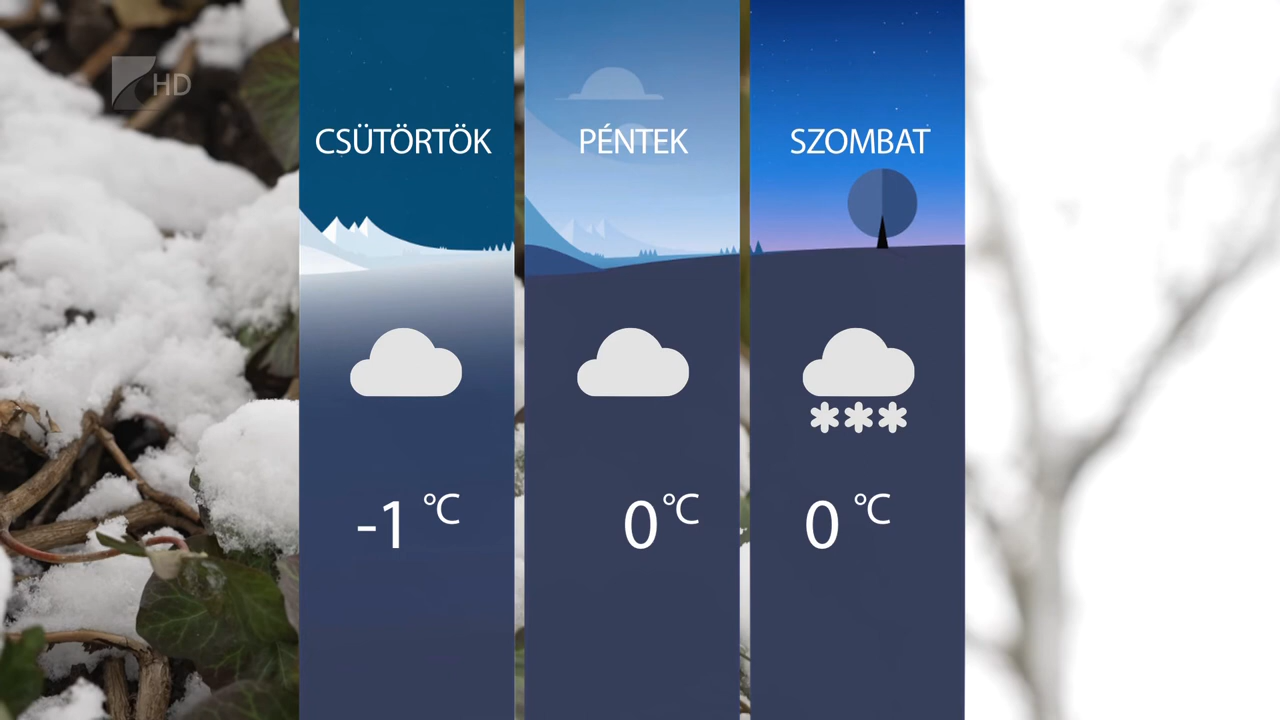 HD
CSÜTÖRTÖK
PÉNTEK
SZOMBAT
-1 °C
0 °C
0 °C